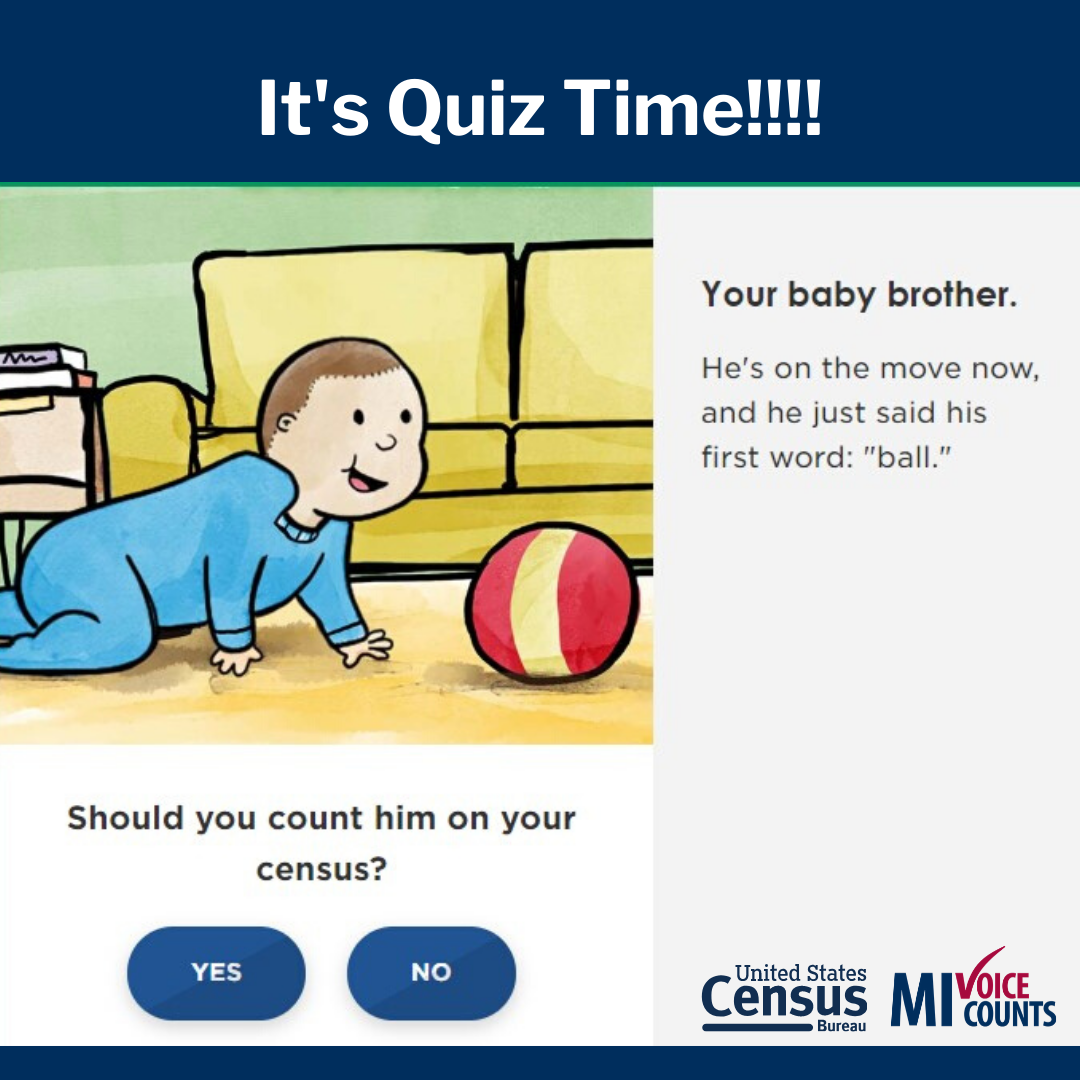 It's Quiz Time!!!!
Your baby brother.
He's on the move now,
and he just said his
first word: "ball."
Should you count him on your
census?
YES
NO
United States
Census
Bureau
MI VOICE
COUNTS